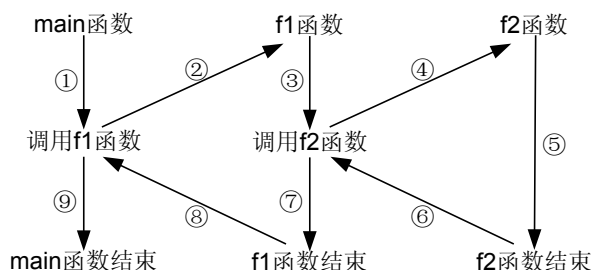 main函数
f1函数
f2函数
①
②
③
④
调用f1函数
调用f2函数
⑤
⑨
⑧
⑦
⑥
main函数结束
f1函数结束
f2函数结束